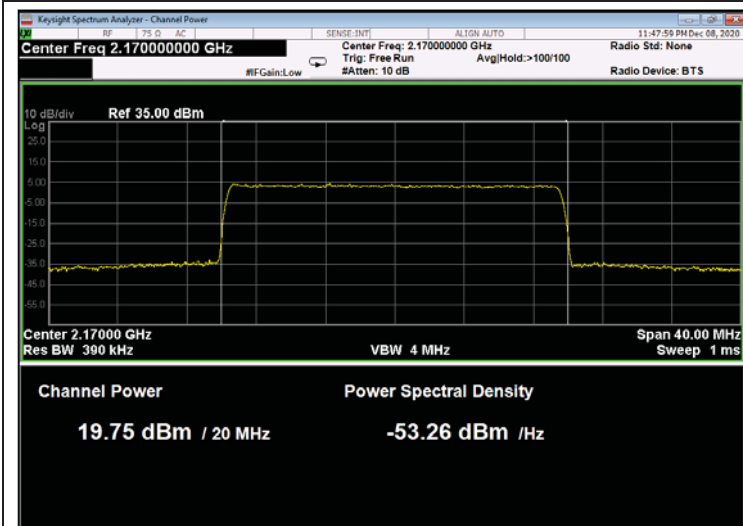 Keysight Spectrum Analyzer - Channel Power
RF 75 Ω AC SENSE:INT ALIGN AUTO 11:47:59 PM Dec 08, 2020
Center Freq 2.170000000 GHz Center Freq: 2.170000000 GHz Radio Std: None
Trig: Free Run Avg|Hold:>100/100
#IFGain:Low #Atten: 10 dB Radio Device: BTS
10 dB/div Ref 35.00 dBm
Log
25.0
15.0
5.00
-5.00
-15.0
-25.0
-35.0
-45.0
-55.0
Center 2.17000 GHz Span 40.00 MHz
Res BW 390 kHz VBW 4 MHz Sweep 1 ms
Channel Power Power Spectral Density
19.75 dBm / 20 MHz -53.26 dBm /Hz